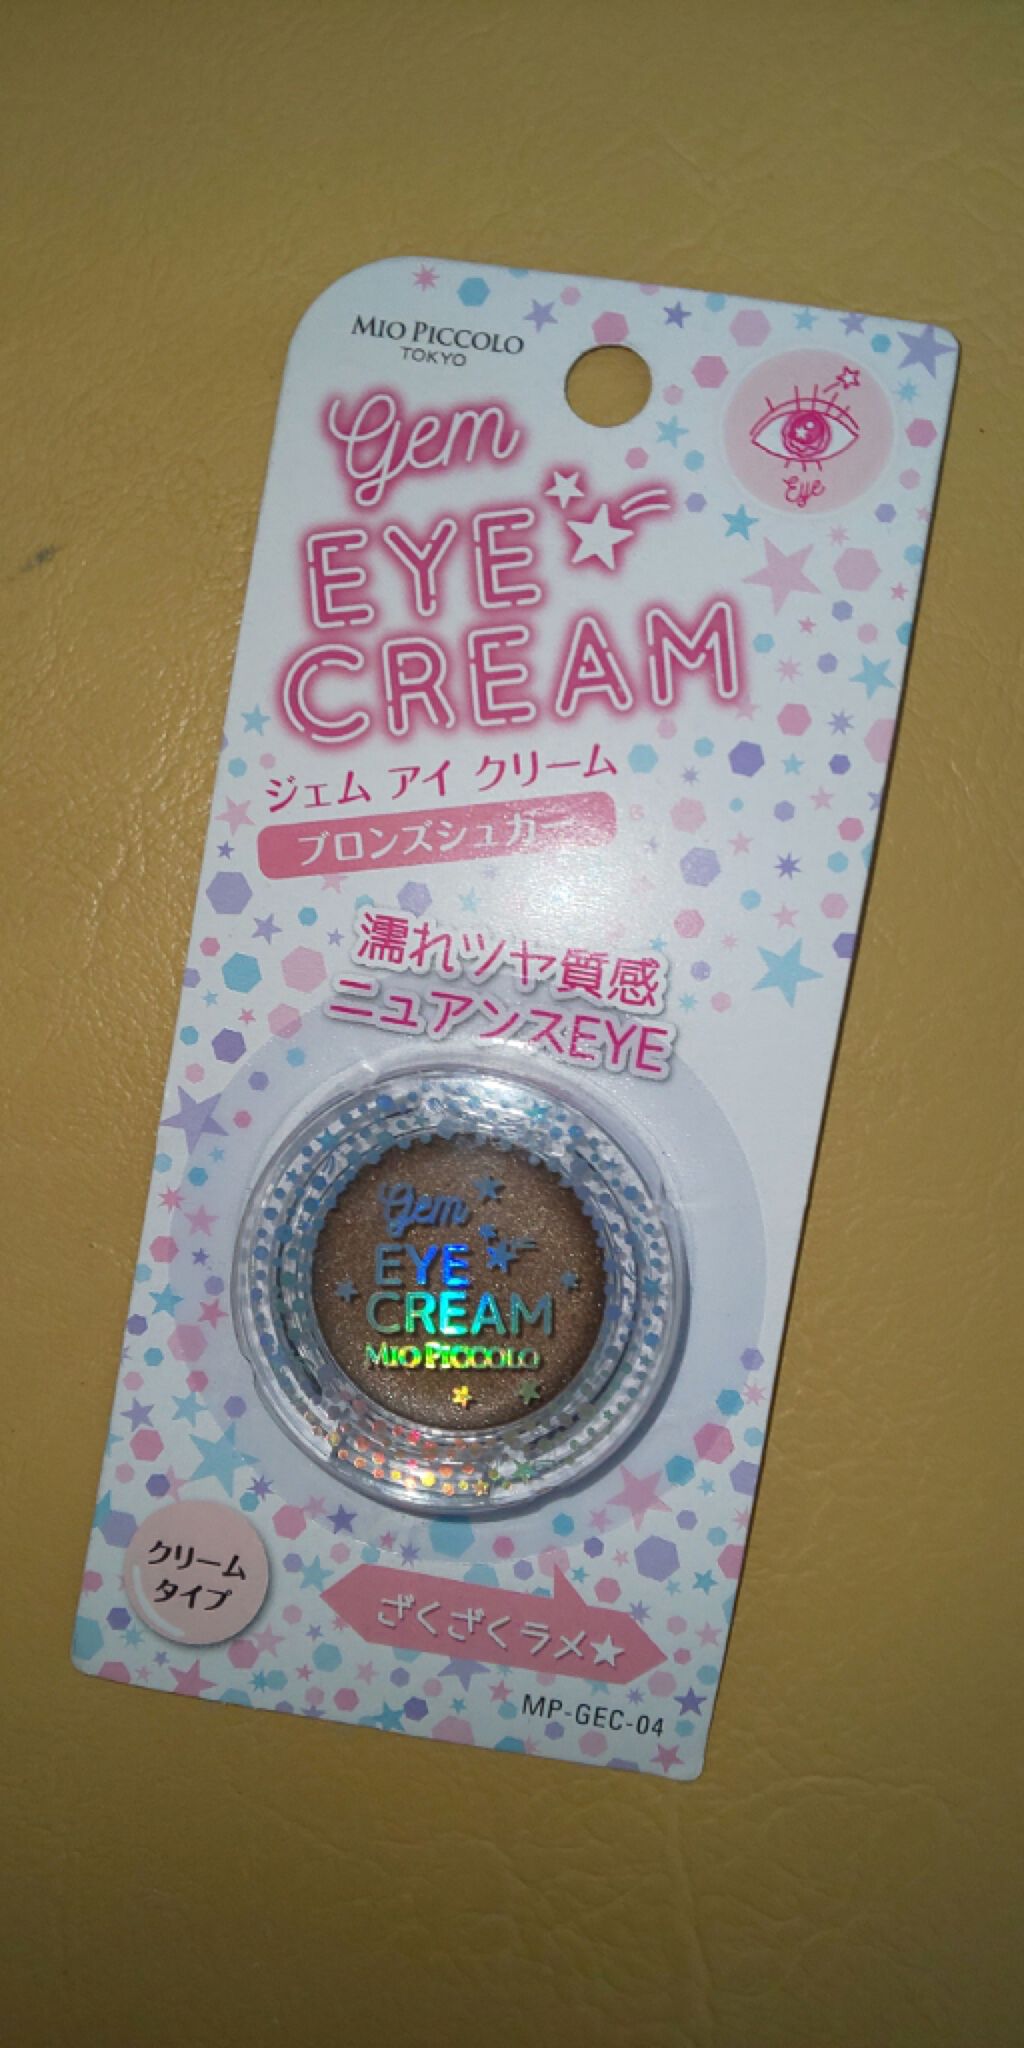 MIO PICCOLO
TOKYO
Gem
EYE
CREAM
Eye
ジェム アイ クリーム
ブロンズシュガー
濡れツヤ質感
ニュアンスEYE
Gem
EYE
CREAM
MIO PICCOLO
クリーム
タイプ
ざくざくラメ★
MP-GEC-04